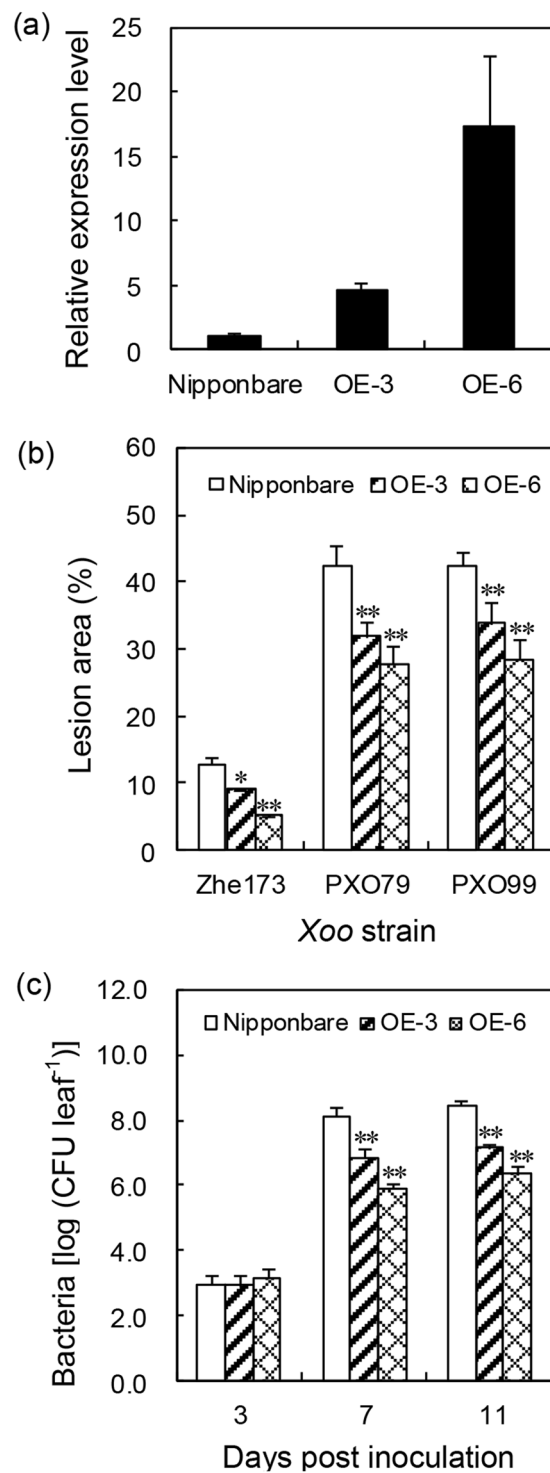 (a)
Relative expression level
25
20
15
10
5
0
Nipponbare OE-3 OE-6
(b)
Lesion area (%)
60
50
40
30
20
10
0
Nipponbare OE-3 OE-6
* ** ** ** ** **
Zhe173 PXO79 PXO99
Xoo strain
(c)
Bacteria [log (CFU leaf⁻¹)]
12.0
10.0
8.0
6.0
4.0
2.0
0.0
Nipponbare OE-3 OE-6
** ** ** **
3 7 11
Days post inoculation